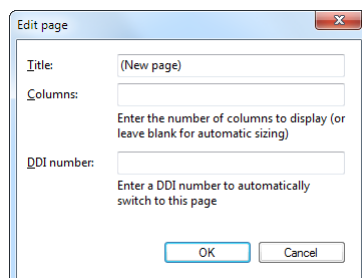 Edit page
Title: (New page)
Columns:
Enter the number of columns to display (or
leave blank for automatic sizing)
DDI number:
Enter a DDI number to automatically
switch to this page
OK Cancel